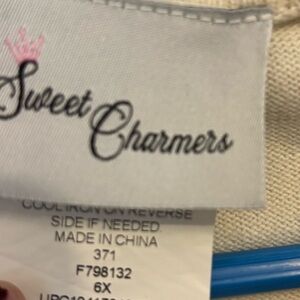 Sweet
Charmers
COOL IRON ON REVERSE
SIDE IF NEEDED
MADE IN CHINA
371
F798132
6X